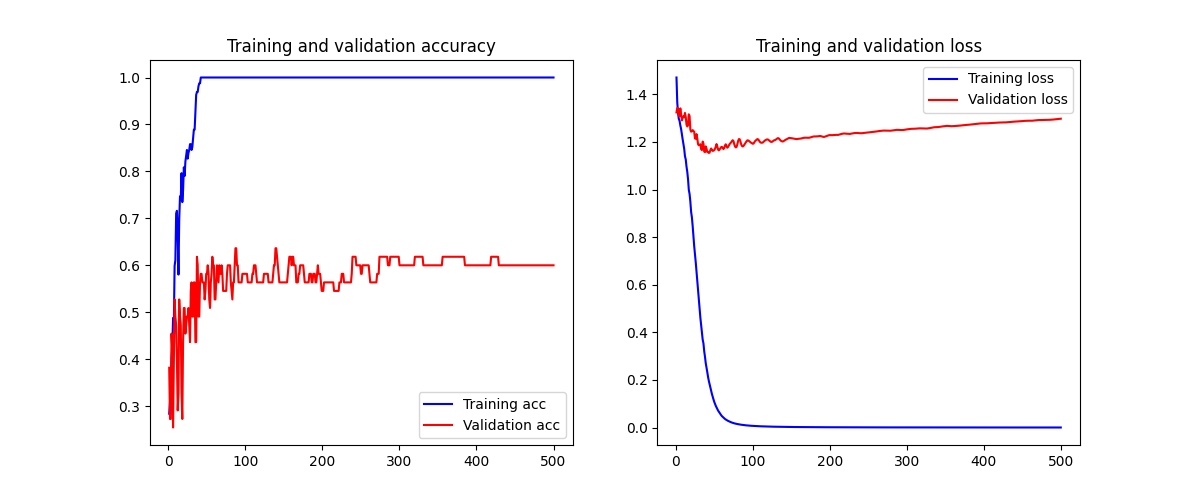 Training and validation accuracy
1.0
0.9
0.8
0.7
0.6
0.5
0.4
0.3
0 100 200 300 400 500
Training acc
Validation acc
Training and validation loss
1.4
1.2
1.0
0.8
0.6
0.4
0.2
0.0
0 100 200 300 400 500
Training loss
Validation loss